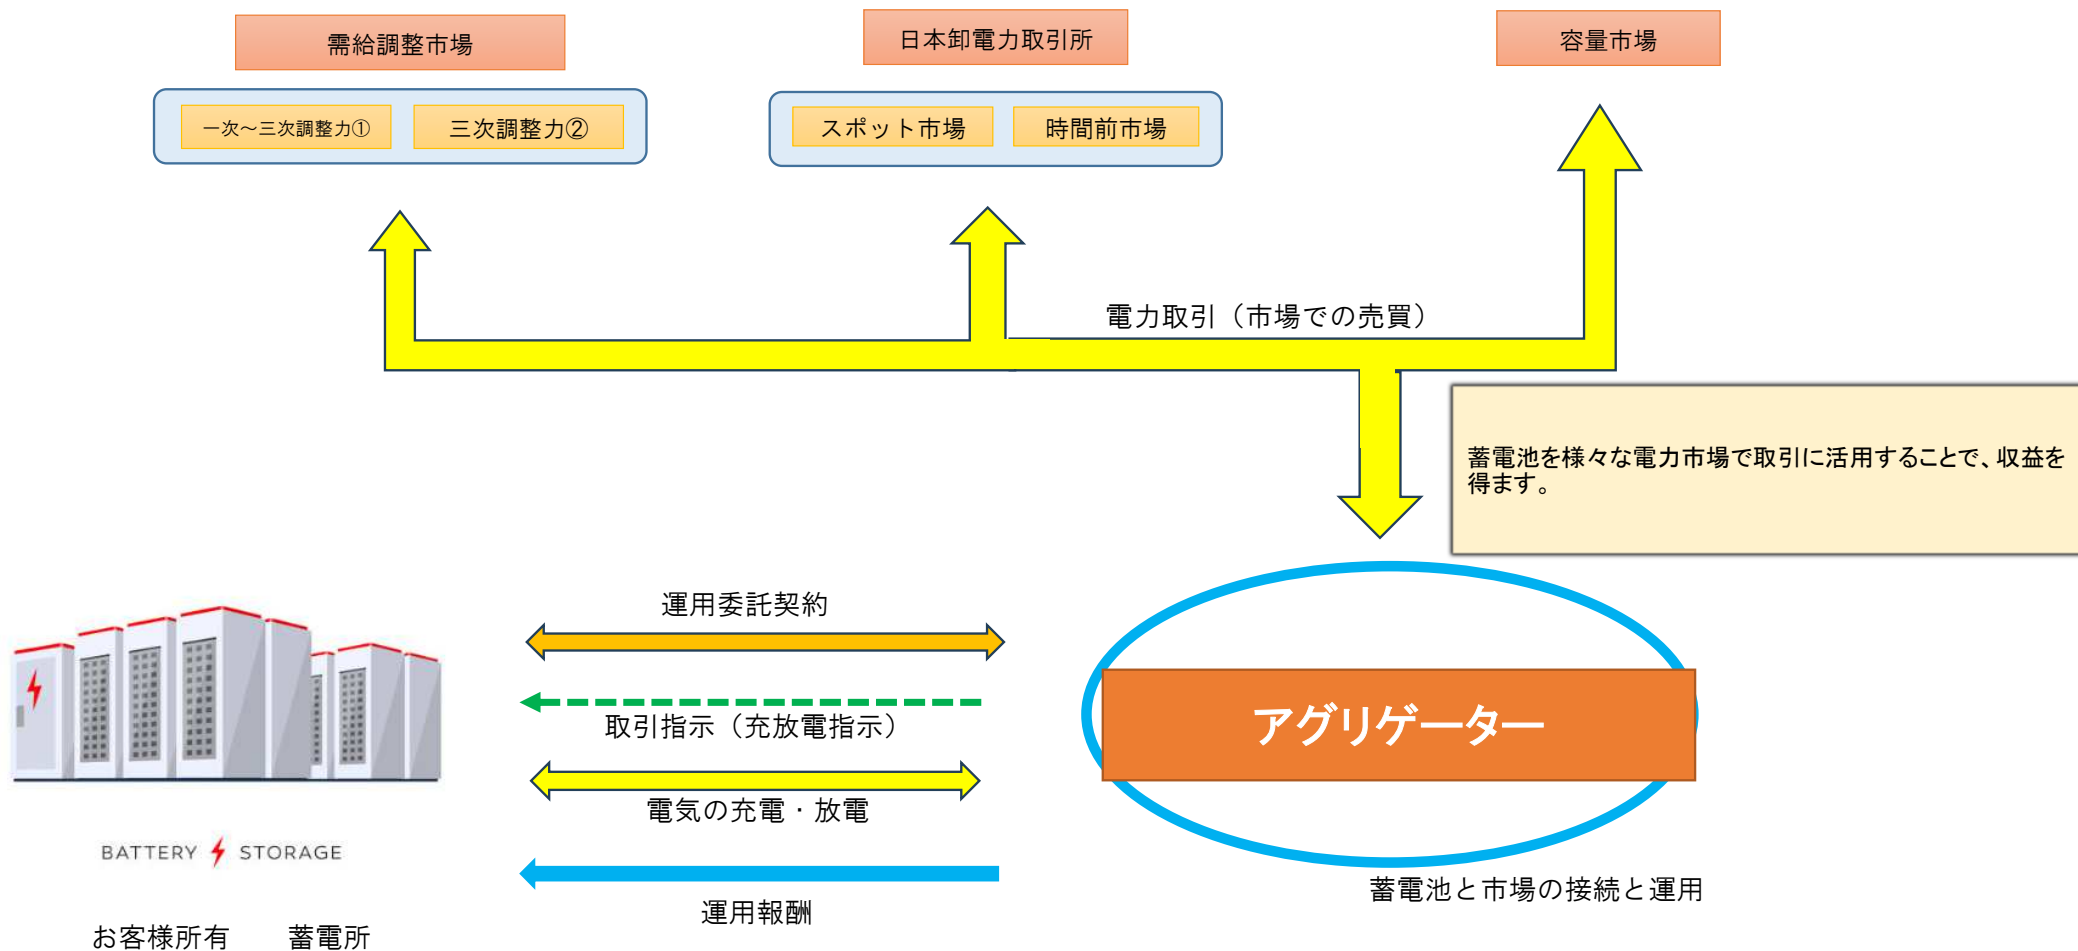 需給調整市場
日本卸電力取引所
容量市場
一次～三次調整力①
三次調整力②
スポット市場
時間前市場
電力取引（市場での売買）
蓄電池を様々な電力市場で取引に活用することで、収益を
得ます。
運用委託契約
取引指示（充放電指示）
電気の充電・放電
運用報酬
アグリゲーター
蓄電池と市場の接続と運用
BATTERY STORAGE
お客様所有　蓄電所